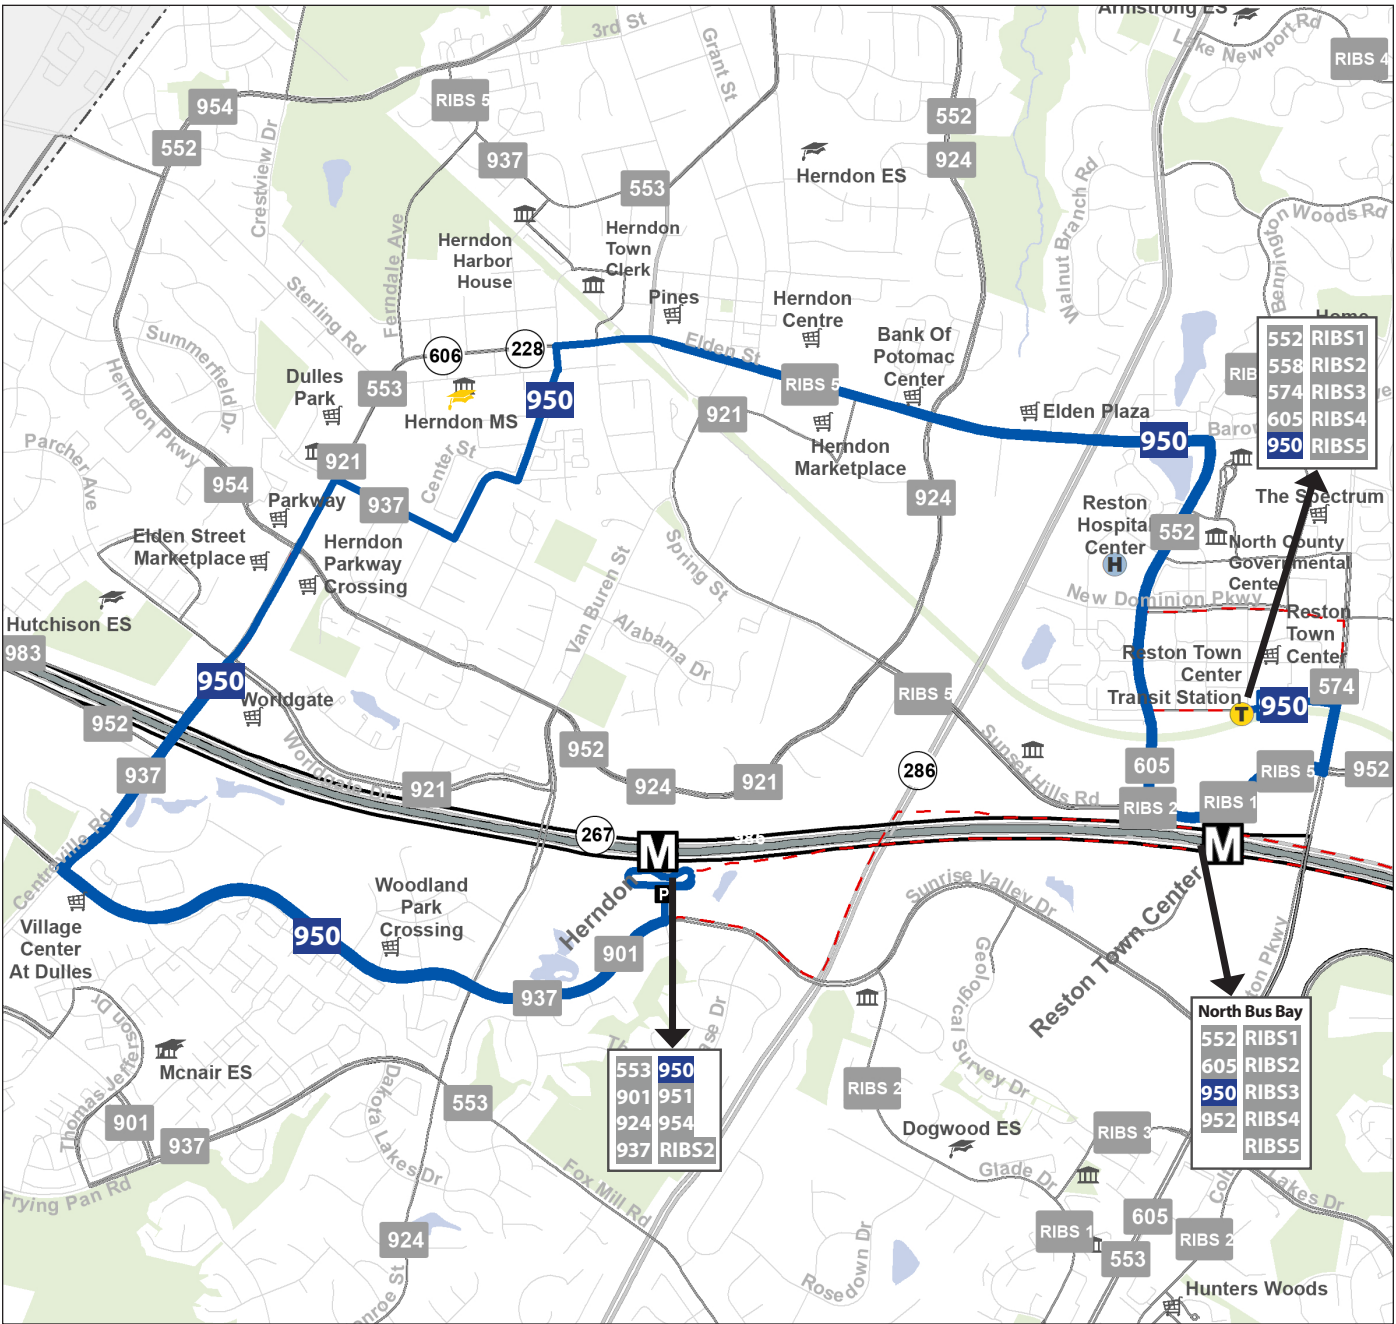 Armstrong ES
3rd St
Grant St
Lake Newport Rd
RIBS 4
954
RIBS 5
552
552
937
924
553
Herndon ES
Crestview Dr
Walnut Branch Rd
Bennington
Woods Rd
Ferndale Ave
Herndon
Harbor
House
Herndon
Town
Clerk
Sterling Rd
Pines
Herndon
Centre
Home
Summerfield Dr
606
228
Elden St
Bank Of
Potomac
Center
552 RIBS1
558 RIBS2
574 RIBS3
605 RIBS4
950 RIBS5
Herndon Pkwy
Dulles
Park
553
RIBS 5
RIB
950
Herndon MS
921
Elden Plaza
950
Herndon
Marketplace
Parcher Ave
Center St
921
954
Parkway
937
924
The Spectrum
Reston
Hospital
Center
H
552
North County
Governmental
Center
Elden Street
Marketplace
Herndon
Parkway
Crossing
Spring St
Van Buren St
New Dominion Pkwy
Hutchison ES
Alabama Dr
Reston
Town
Center
983
950
Reston Town
Center
Transit Station
T
950
574
Worldgate
RIBS 5
952
Worldgate Dr
952
Sunset Hills Rd
937
921
924
921
286
605
RIBS 5
952
RIBS 2
RIBS 1
267
M
M
Centreville Rd
P
Herndon
Sunrise Valley Dr
Reston Town Center
Woodland
Park
Crossing
Village
Center
At Dulles
950
901
937
Geological Survey Dr
North Bus Bay
552 RIBS1
605 RIBS2
950 RIBS3
952 RIBS4
RIBS5
Thomas Jefferson Dr
Mcnair ES
553 950
901 951
924 954
937 RIBS2
RIBS 2
Dakota Lakes Dr
553
901
937
Dogwood ES
RIBS 3
Glade Dr
Lakes Dr
Frying Pan Rd
Fox Mill Rd
924
RIBS 1
605
RIBS 2
553
Rosedown Dr
Hunters Woods